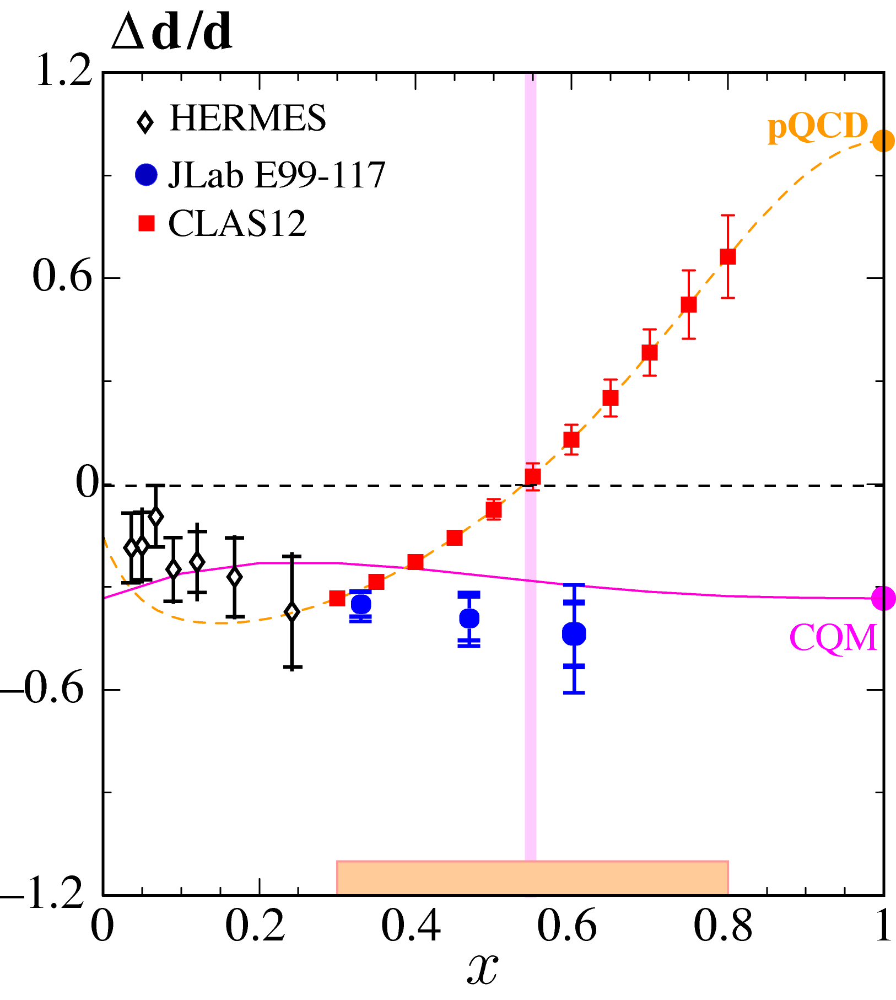 Δd/d
1.2
HERMES
pQCD
JLab E99-117
CLAS12
0.6
0
CQM
−0.6
−1.2
0 0.2 0.4 0.6 0.8 1
x